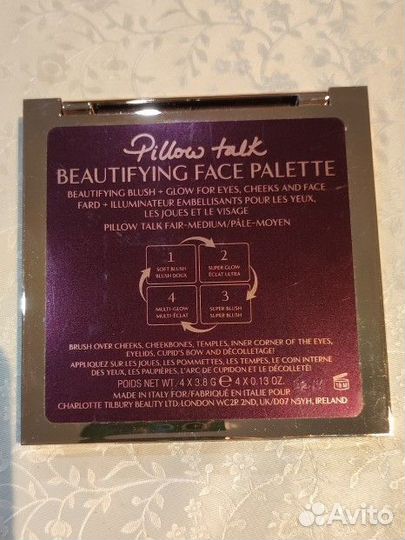 Pillow talk
BEAUTIFYING FACE PALETTE
BEAUTIFYING BLUSH + GLOW FOR EYES, CHEEKS AND FACE
FARD + ILLUMINATEUR EMBELLISANTS POUR LES YEUX,
LES JOUES ET LE VISAGE
PILLOW TALK FAIR-MEDIUM/PÂLE-MOYEN
1
SOFT BLUSH
BLUSH DOUX
2
SUPER GLOW
ÉCLAT ULTRA
4
MULTI-GLOW
MULTI-ÉCLAT
3
SUPER BLUSH
SUPER BLUSH
BRUSH OVER CHEEKS, CHEEKBONES, TEMPLES, INNER CORNER OF THE EYES,
EYELIDS, CUPID'S BOW AND DÉCOLLETAGE!
APPLIQUEZ SUR LES JOUES, LES POMMETTES, LES TEMPES, LE COIN INTERNE
DES YEUX, LES PAUPIÈRES, L'ARC DE CUPIDON ET LE DÉCOLLETÉ!
POIDS NET WT. 4 X 3.8 G ℮ 4 X 0.13 OZ.
MADE IN ITALY FOR/FABRIQUÉ EN ITALIE POUR
CHARLOTTE TILBURY BEAUTY LTD: LONDON WC2R 2ND, UK/D07 N5YH, IRELAND
18 M
Avito